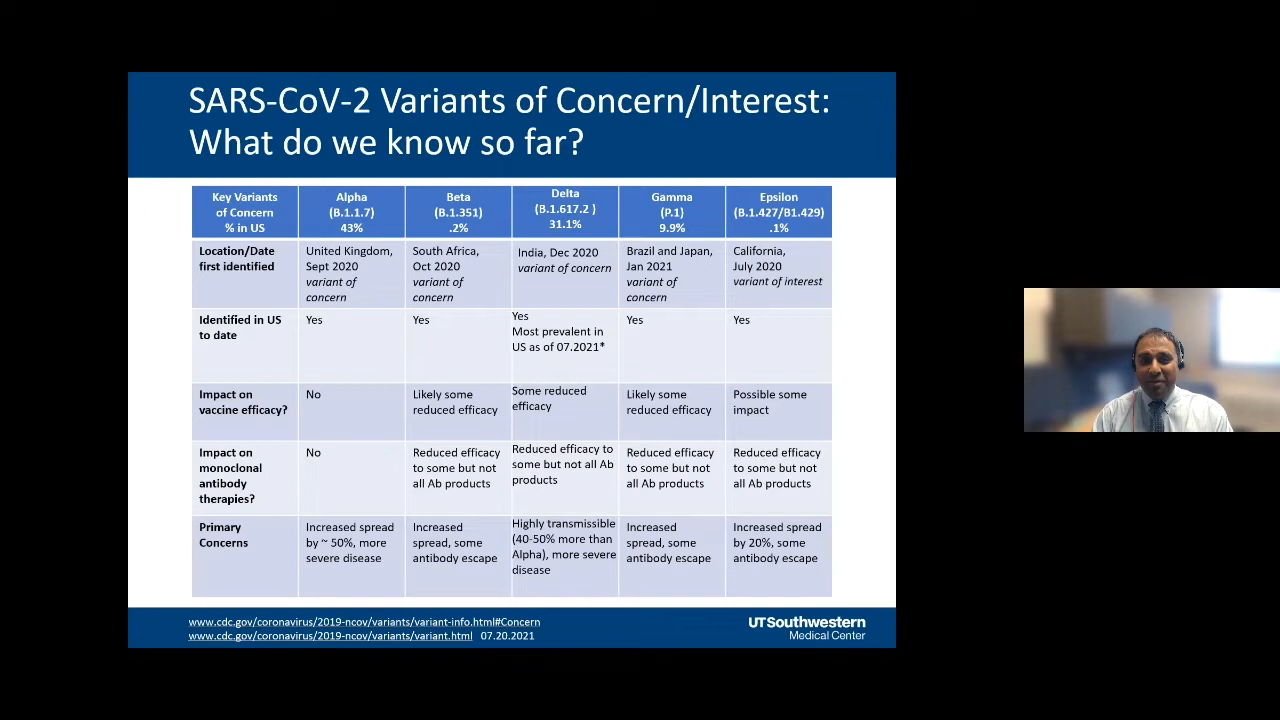 SARS-CoV-2 Variants of Concern/Interest:
What do we know so far?
Key Variants
of Concern
% in US
Alpha
(B.1.1.7)
43%
Beta
(B.1.351)
.2%
Delta
(B.1.617.2 )
31.1%
Gamma
(P.1)
9.9%
Epsilon
(B.1.427/B1.429)
.1%
Location/Date
first identified
United Kingdom,
Sept 2020
variant of
concern
South Africa,
Oct 2020
variant of
concern
India, Dec 2020
variant of concern
Brazil and Japan,
Jan 2021
variant of
concern
California,
July 2020
variant of interest
Identified in US
to date
Yes
Yes
Yes
Most prevalent in
US as of 07.2021*
Yes
Yes
Impact on
vaccine efficacy?
No
Likely some
reduced efficacy
Some reduced
efficacy
Likely some
reduced efficacy
Possible some
impact
Impact on
monoclonal
antibody
therapies?
No
Reduced efficacy
to some but not
all Ab products
Reduced efficacy to
some but not all Ab
products
Reduced efficacy
to some but not
all Ab products
Reduced efficacy
to some but not
all Ab products
Primary
Concerns
Increased spread
by ~ 50%, more
severe disease
Increased
spread, some
antibody escape
Highly transmissible
(40-50% more than
Alpha), more severe
disease
Increased
spread, some
antibody escape
Increased spread
by 20%, some
antibody escape
www.cdc.gov/coronavirus/2019-ncov/variants/variant-info.html#Concern
www.cdc.gov/coronavirus/2019-ncov/variants/variant.html 07.20.2021
UTSouthwestern
Medical Center